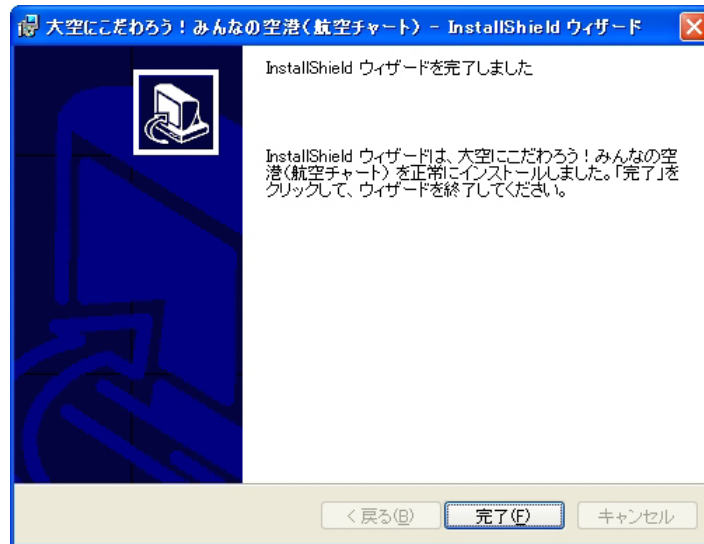 大空にこだわろう！みんなの空港（航空チャート） - InstallShield ウィザード
InstallShield ウィザードを完了しました
InstallShield ウィザードは、大空にこだわろう！みんなの空
港（航空チャート） を正常にインストールしました。「完了」を
クリックして、ウィザードを終了してください。
< 戻る(B)
完了(F)
キャンセル